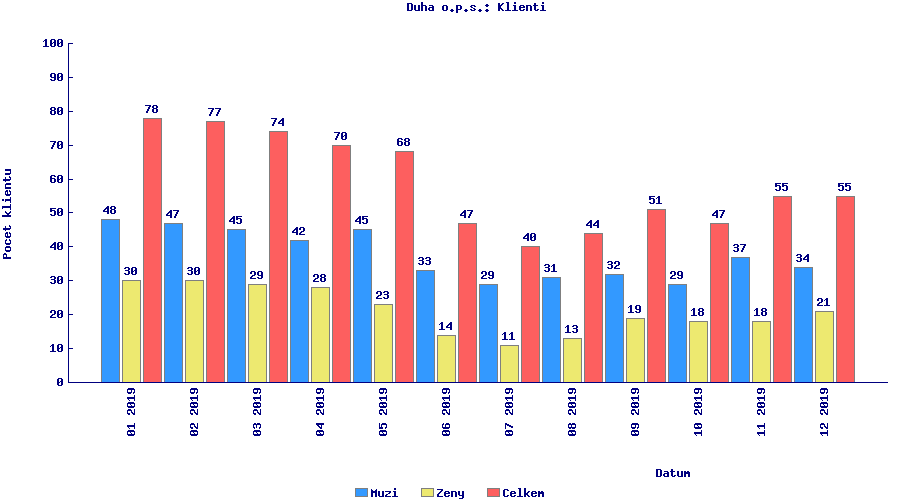 Duha o.p.s.: Klienti
Pocet klientu
100
90
80
70
60
50
40
30
20
10
0
48 30 78
47 30 77
45 29 74
42 28 70
45 23 68
33 14 47
29 11 40
31 13 44
32 19 51
29 18 47
37 18 55
34 21 55
01 2019
02 2019
03 2019
04 2019
05 2019
06 2019
07 2019
08 2019
09 2019
10 2019
11 2019
12 2019
Datum
Muzi Zeny Celkem